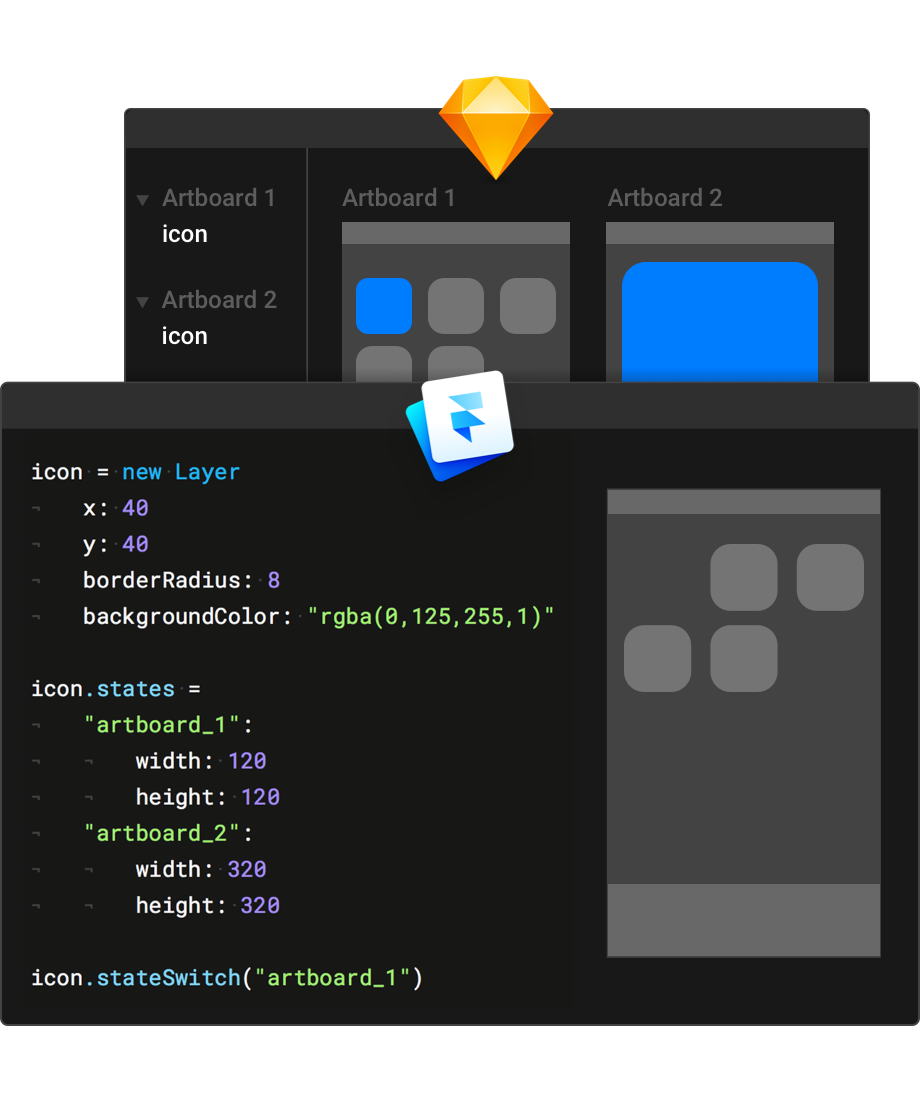 Artboard 1
icon
Artboard 2
icon
Artboard 1
Artboard 2
icon = new Layer
¬ x: 40
¬ y: 40
¬ borderRadius: 8
¬ backgroundColor: "rgba(0,125,255,1)"
icon.states =
¬ "artboard_1":
¬ ¬ width: 120
¬ ¬ height: 120
¬ "artboard_2":
¬ ¬ width: 320
¬ ¬ height: 320
icon.stateSwitch("artboard_1")